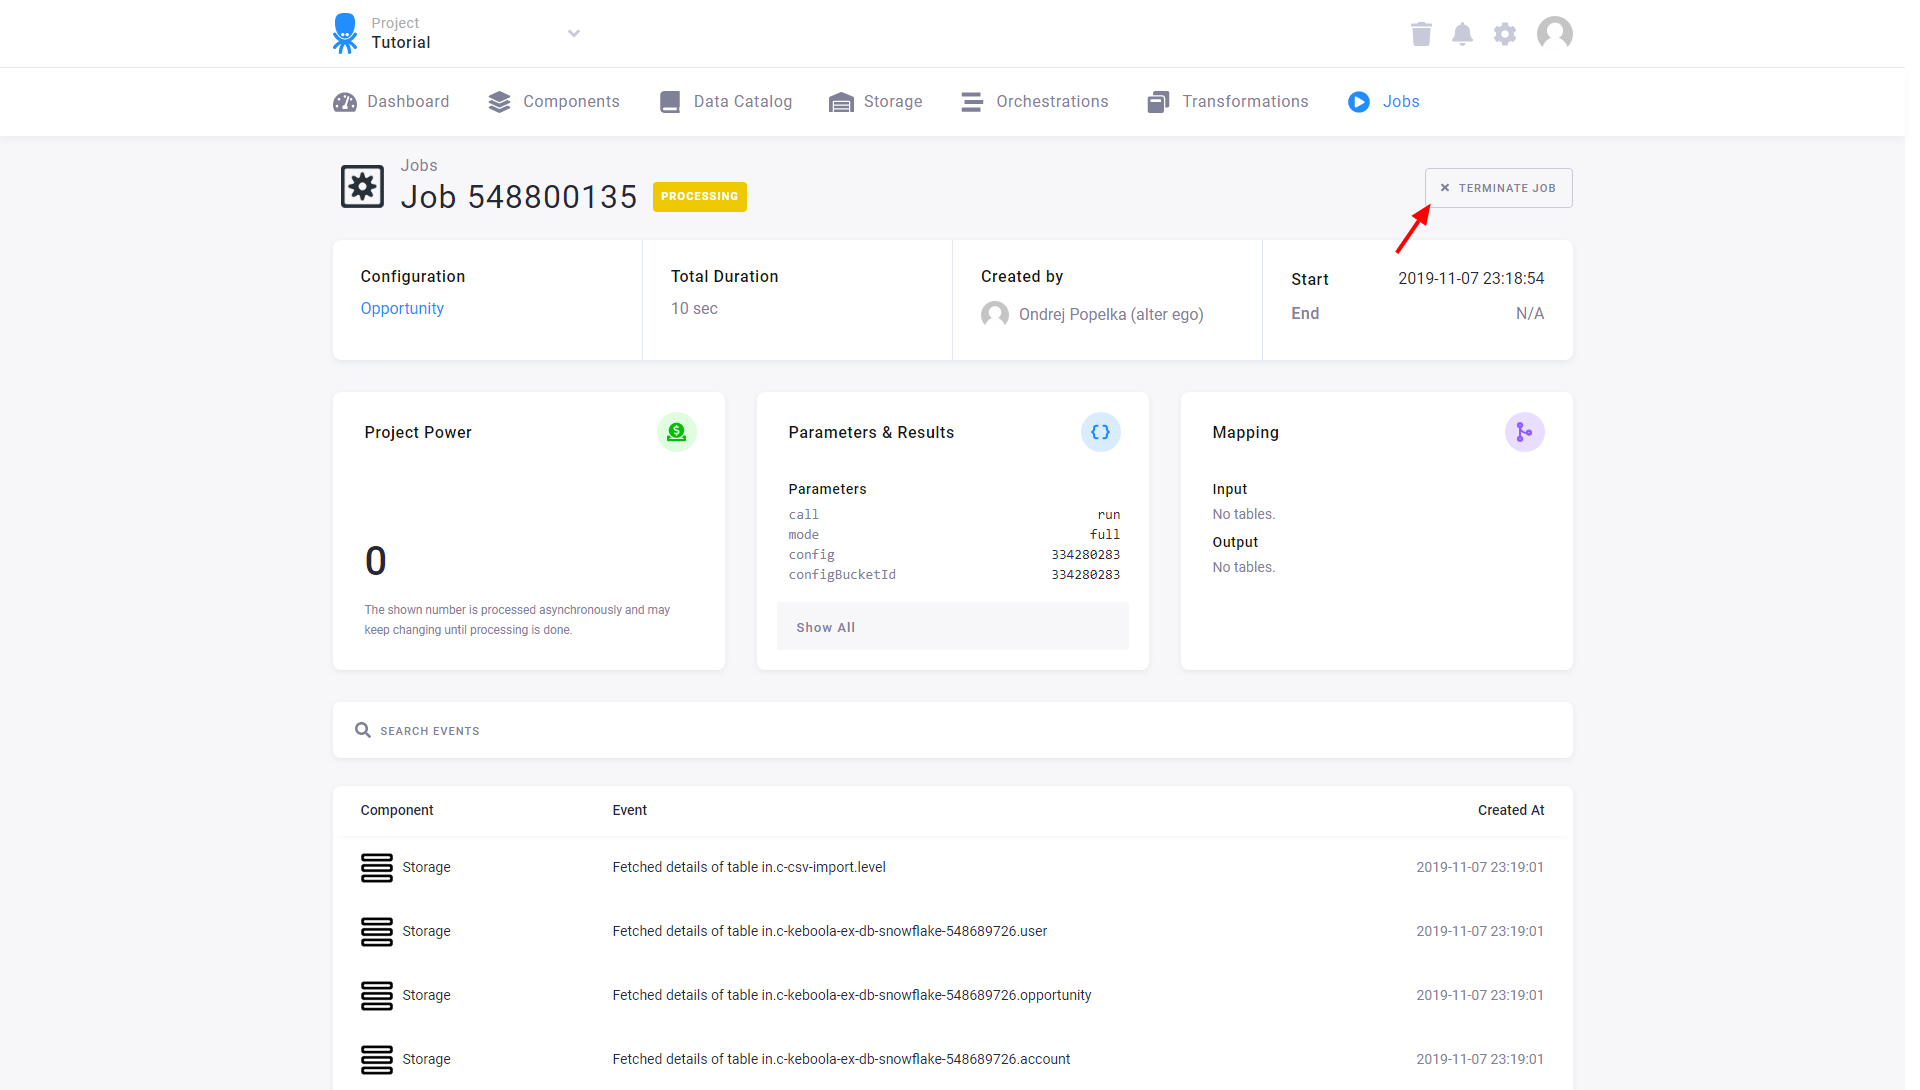 Project
Tutorial
Dashboard
Components
Data Catalog
Storage
Orchestrations
Transformations
Jobs
Jobs
Job 548800135
PROCESSING
TERMINATE JOB
Configuration
Opportunity
Total Duration
10 sec
Created by
Ondrej Popelka (alter ego)
Start 2019-11-07 23:18:54
End N/A
Project Power
0
The shown number is processed asynchronously and may
keep changing until processing is done.
Parameters & Results
Parameters
call run
mode full
config 334280283
configBucketId 334280283
Show All
Mapping
Input
No tables.
Output
No tables.
SEARCH EVENTS
Component Event Created At
Storage Fetched details of table in.c-csv-import.level 2019-11-07 23:19:01
Storage Fetched details of table in.c-keboola-ex-db-snowflake-548689726.user 2019-11-07 23:19:01
Storage Fetched details of table in.c-keboola-ex-db-snowflake-548689726.opportunity 2019-11-07 23:19:01
Storage Fetched details of table in.c-keboola-ex-db-snowflake-548689726.account 2019-11-07 23:19:01